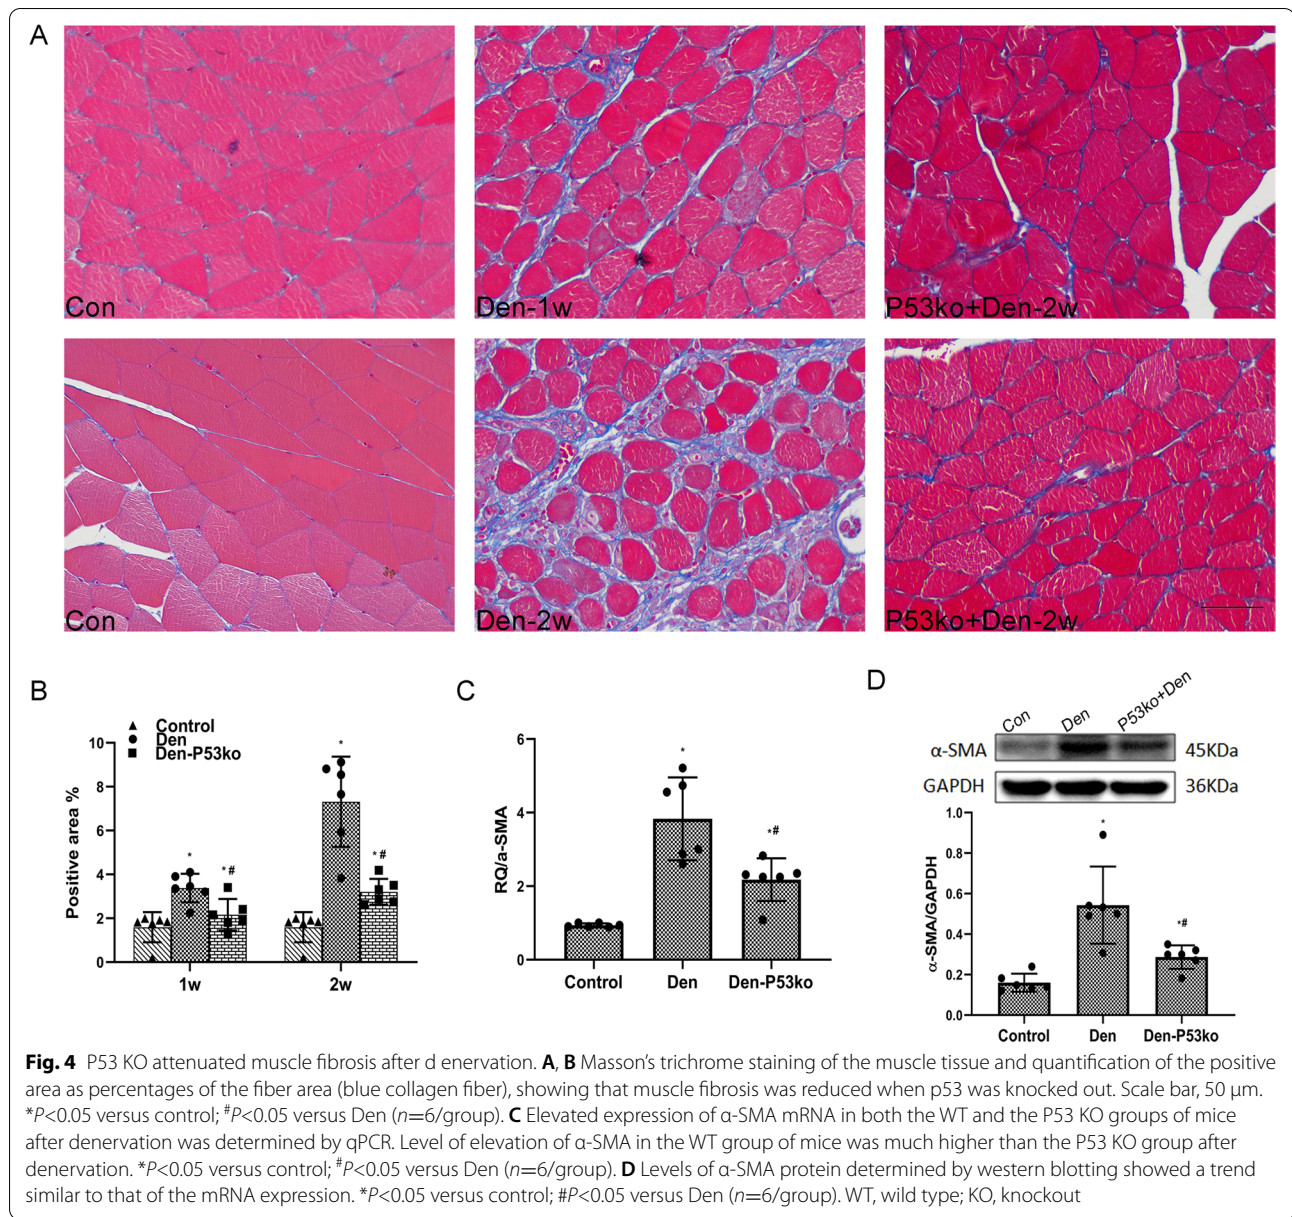 A
Con
Den-1w
P53ko+Den-2w
Con
Den-2w
P53ko+Den-2w
B
Control
Den
Den-P53ko
Positive area %
10
8
6
4
2
0
*
* #
*
* #
1w
2w
C
RQ/a-SMA
6
4
2
0
*
*#
Control
Den
Den-P53ko
D
Con
Den
P53ko+Den
α-SMA
45KDa
GAPDH
36KDa
α-SMA/GAPDH
1.0
0.8
0.6
0.4
0.2
0.0
*
*#
Control
Den
Den-P53ko
Fig. 4 P53 KO attenuated muscle fibrosis after d enervation. A, B Masson's trichrome staining of the muscle tissue and quantification of the positive
area as percentages of the fiber area (blue collagen fiber), showing that muscle fibrosis was reduced when p53 was knocked out. Scale bar, 50 μm.
*P<0.05 versus control; #P<0.05 versus Den (n=6/group). C Elevated expression of α-SMA mRNA in both the WT and the P53 KO groups of mice
after denervation was determined by qPCR. Level of elevation of α-SMA in the WT group of mice was much higher than the P53 KO group after
denervation. *P<0.05 versus control; #P<0.05 versus Den (n=6/group). D Levels of α-SMA protein determined by western blotting showed a trend
similar to that of the mRNA expression. *P<0.05 versus control; #P<0.05 versus Den (n=6/group). WT, wild type; KO, knockout